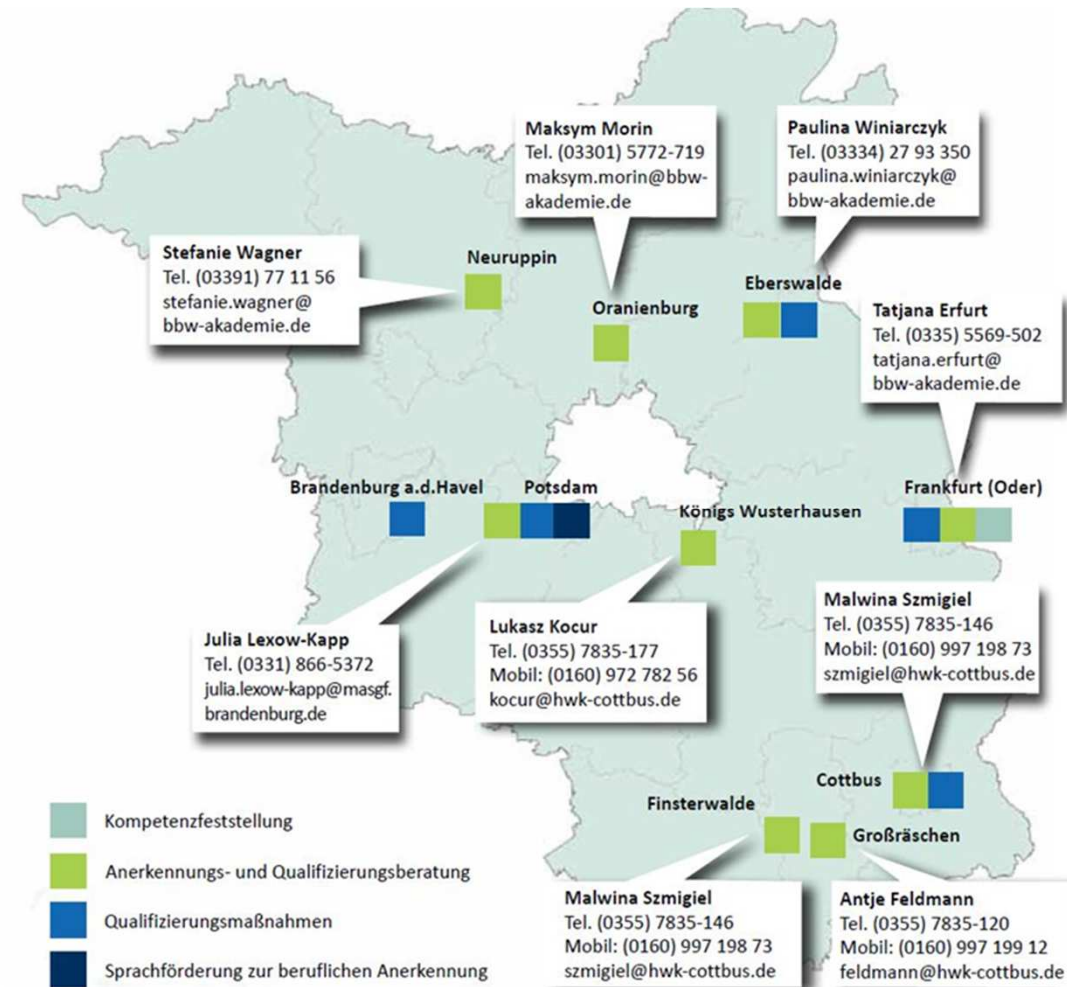 Maksym Morin
Tel. (03301) 5772-719
maksym.morin@bbw-
akademie.de
Paulina Winiarczyk
Tel. (03334) 27 93 350
paulina.winiarczyk@
bbw-akademie.de
Stefanie Wagner
Tel. (03391) 77 11 56
stefanie.wagner@
bbw-akademie.de
Neuruppin
Oranienburg
Eberswalde
Tatjana Erfurt
Tel. (0335) 5569-502
tatjana.erfurt@
bbw-akademie.de
Brandenburg a.d.Havel
Potsdam
Königs Wusterhausen
Frankfurt (Oder)
Julia Lexow-Kapp
Tel. (0331) 866-5372
julia.lexow-kapp@masgf.
brandenburg.de
Lukasz Kocur
Tel. (0355) 7835-177
Mobil: (0160) 972 782 56
kocur@hwk-cottbus.de
Malwina Szmigiel
Tel. (0355) 7835-146
Mobil: (0160) 997 198 73
szmigiel@hwk-cottbus.de
Cottbus
Finsterwalde
Großräschen
Kompetenzfeststellung
Anerkennungs- und Qualifizierungsberatung
Qualifizierungsmaßnahmen
Sprachförderung zur beruflichen Anerkennung
Malwina Szmigiel
Tel. (0355) 7835-146
Mobil: (0160) 997 198 73
szmigiel@hwk-cottbus.de
Antje Feldmann
Tel. (0355) 7835-120
Mobil: (0160) 997 199 12
feldmann@hwk-cottbus.de